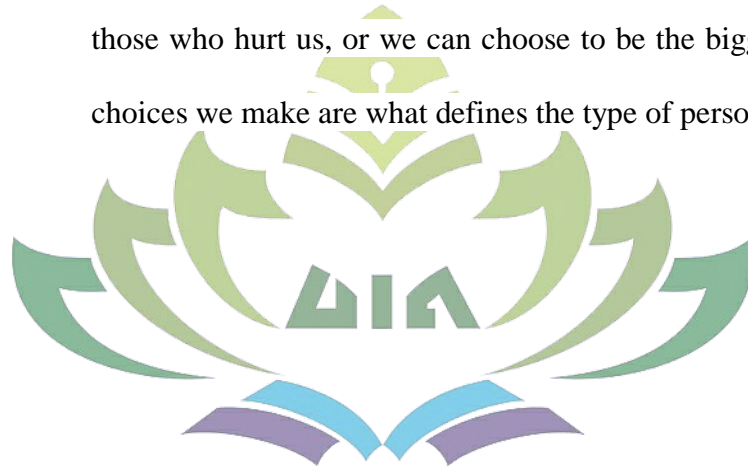 those who hurt us, or we can choose to be the
choices we make are what defines the type of
UIN